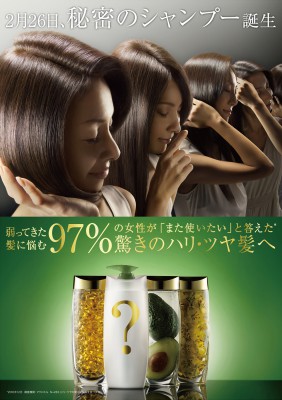 2月26日、秘密のシャンプー誕生
弱ってきた
髪に悩む
97%
の女性が「また使いたい」と答えた*
驚きのハリ・ツヤ髪へ
?